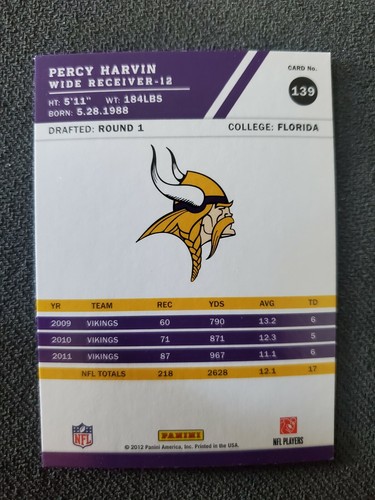 PERCY HARVIN
WIDE RECEIVER-12
HT: 5'11" WT: 184LBS
BORN: 5.28.1988
CARD No.
139
DRAFTED: ROUND 1 COLLEGE: FLORIDA
YR TEAM REC YDS AVG TD
2009 VIKINGS 60 790 13.2 6
2010 VIKINGS 71 871 12.3 5
2011 VIKINGS 87 967 11.1 6
NFL TOTALS 218 2628 12.1 17
NFL
PANINI
NFL PLAYERS
© 2012 Panini America, Inc. Printed in the USA.